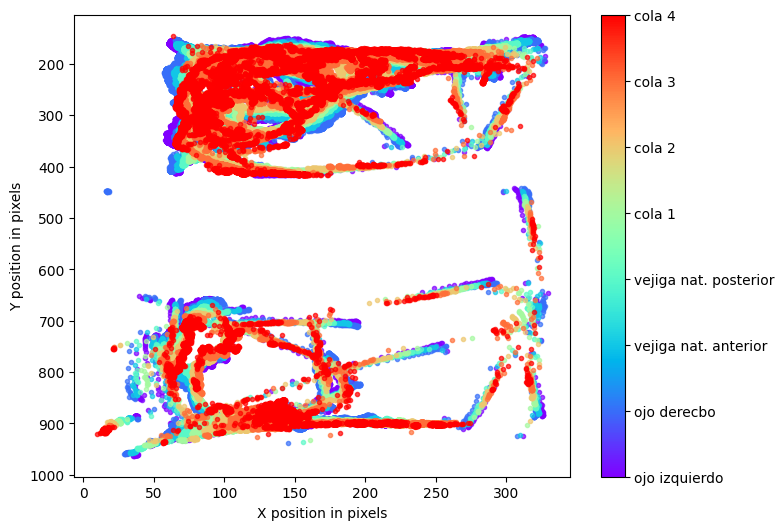 200
300
400
500
600
700
800
900
1000
0 50 100 150 200 250 300
Y position in pixels
X position in pixels
cola 4
cola 3
cola 2
cola 1
vejiga nat. posterior
vejiga nat. anterior
ojo derecbo
ojo izquierdo